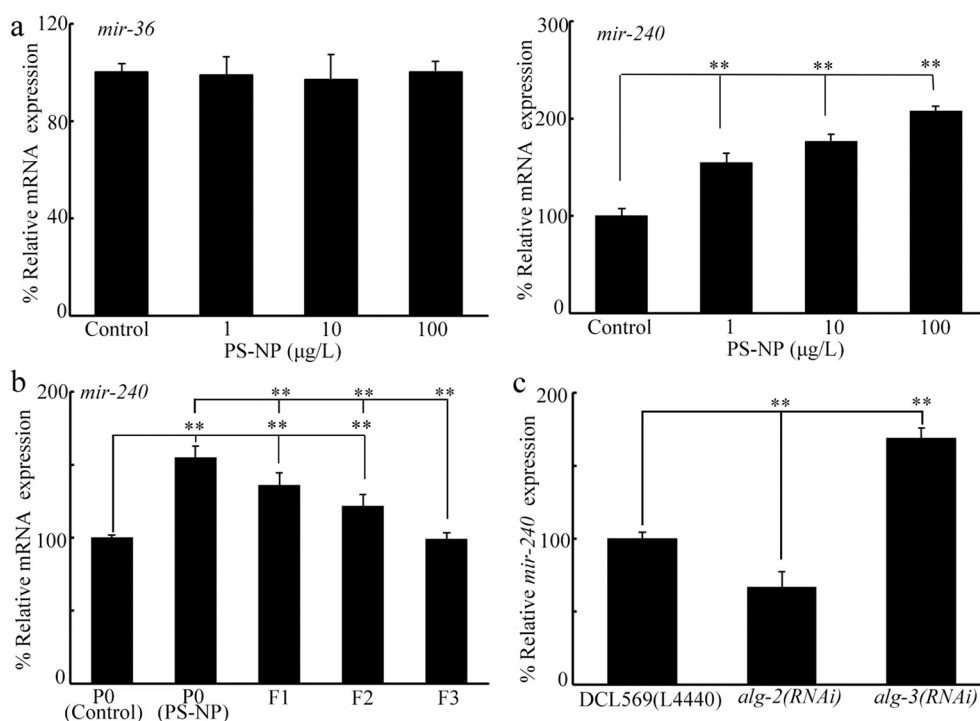 a
mir-36
% Relative mRNA expression
120
80
40
0
Control 1 10 100
PS-NP (μg/L)
mir-240
% Relative mRNA expression
300
200
100
0
** ** **
Control 1 10 100
PS-NP (μg/L)
b
mir-240
% Relative mRNA expression
200
100
0
** ** **
** ** **
P0 (Control) P0 (PS-NP) F1 F2 F3
c
% Relative mir-240 expression
200
100
0
** **
DCL569(L4440) alg-2(RNAi) alg-3(RNAi)